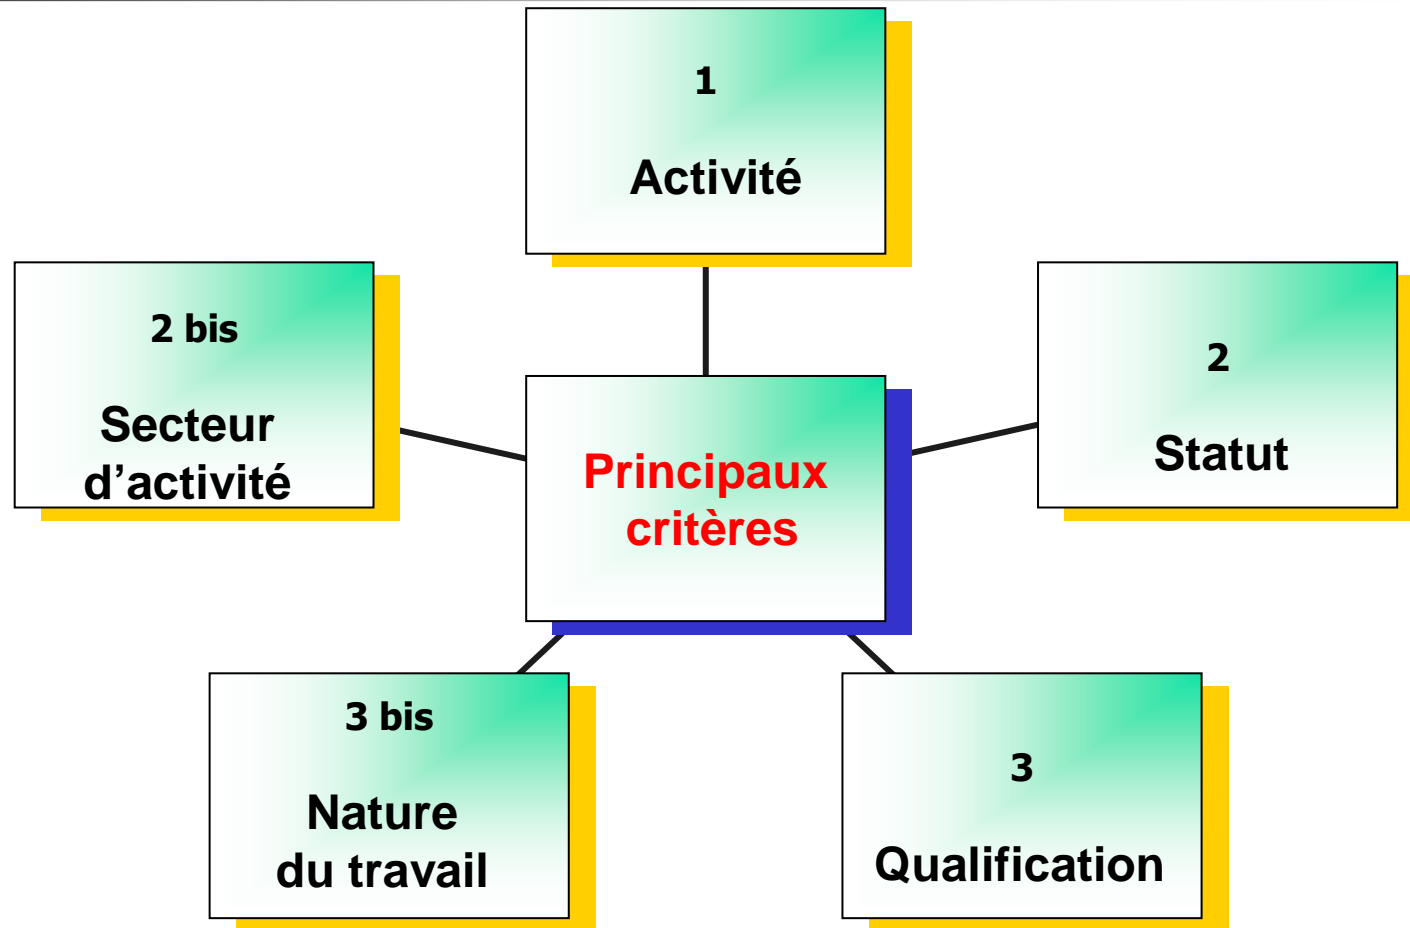 1
Activité
2 bis
Secteur
d’activité
2
Statut
Principaux
critères
3 bis
Nature
du travail
3
Qualification